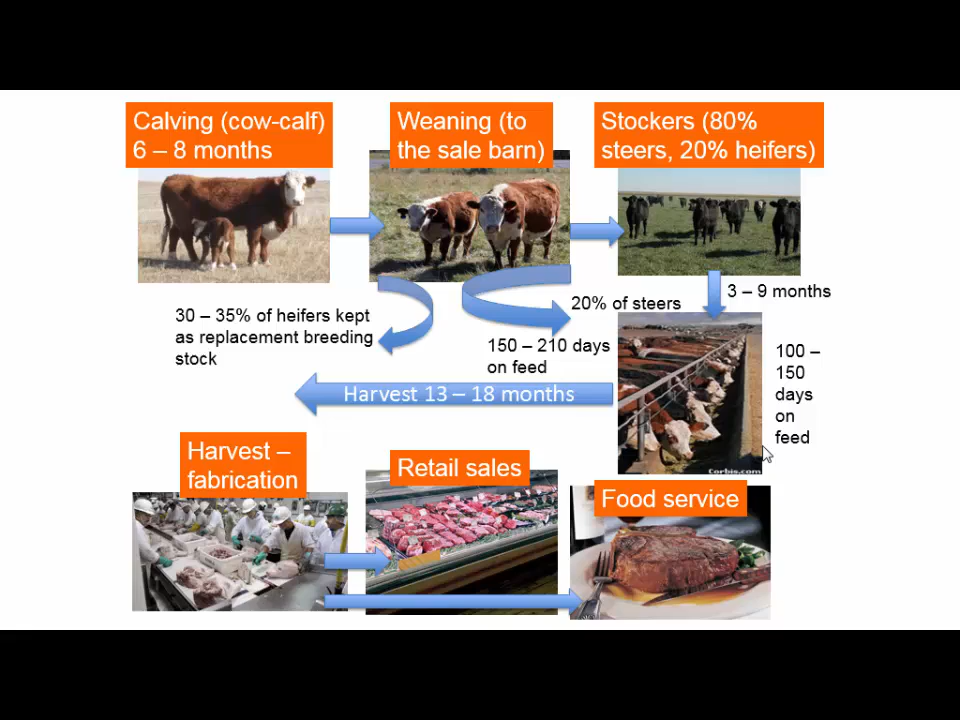 Calving (cow-calf)
6 – 8 months
Weaning (to
the sale barn)
Stockers (80%
steers, 20% heifers)
30 – 35% of heifers kept
as replacement breeding
stock
20% of steers
150 – 210 days
on feed
3 – 9 months
100 –
150
days
on
feed
Harvest 13 – 18 months
Corbis.com
Harvest –
fabrication
Retail sales
Food service